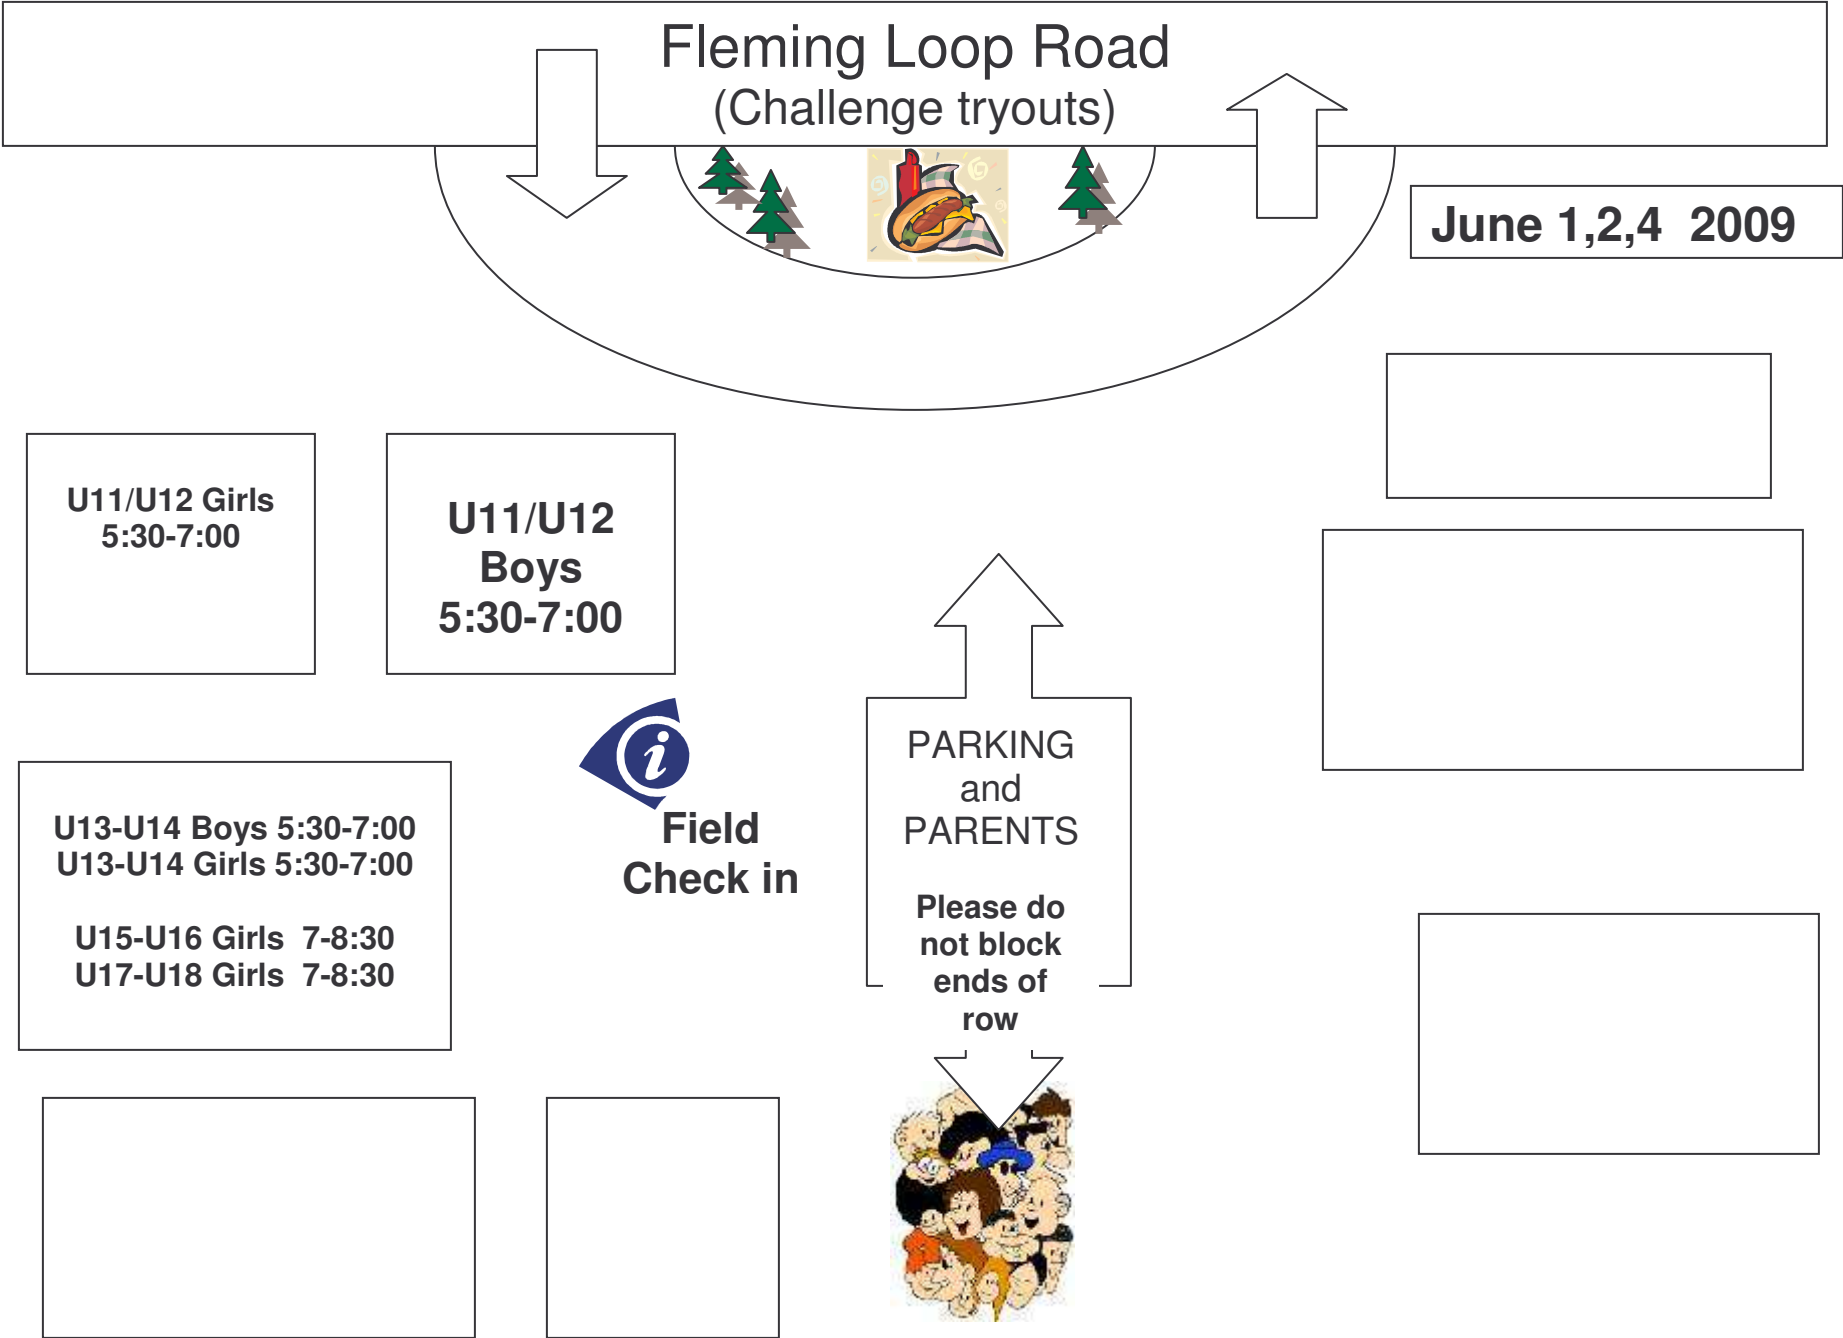 Fleming Loop Road
(Challenge tryouts)
June 1,2,4 2009
U11/U12 Girls
5:30-7:00
U11/U12
Boys
5:30-7:00
i
Field
Check in
PARKING
and
PARENTS
Please do
not block
ends of
row
U13-U14 Boys 5:30-7:00
U13-U14 Girls 5:30-7:00
U15-U16 Girls 7-8:30
U17-U18 Girls 7-8:30